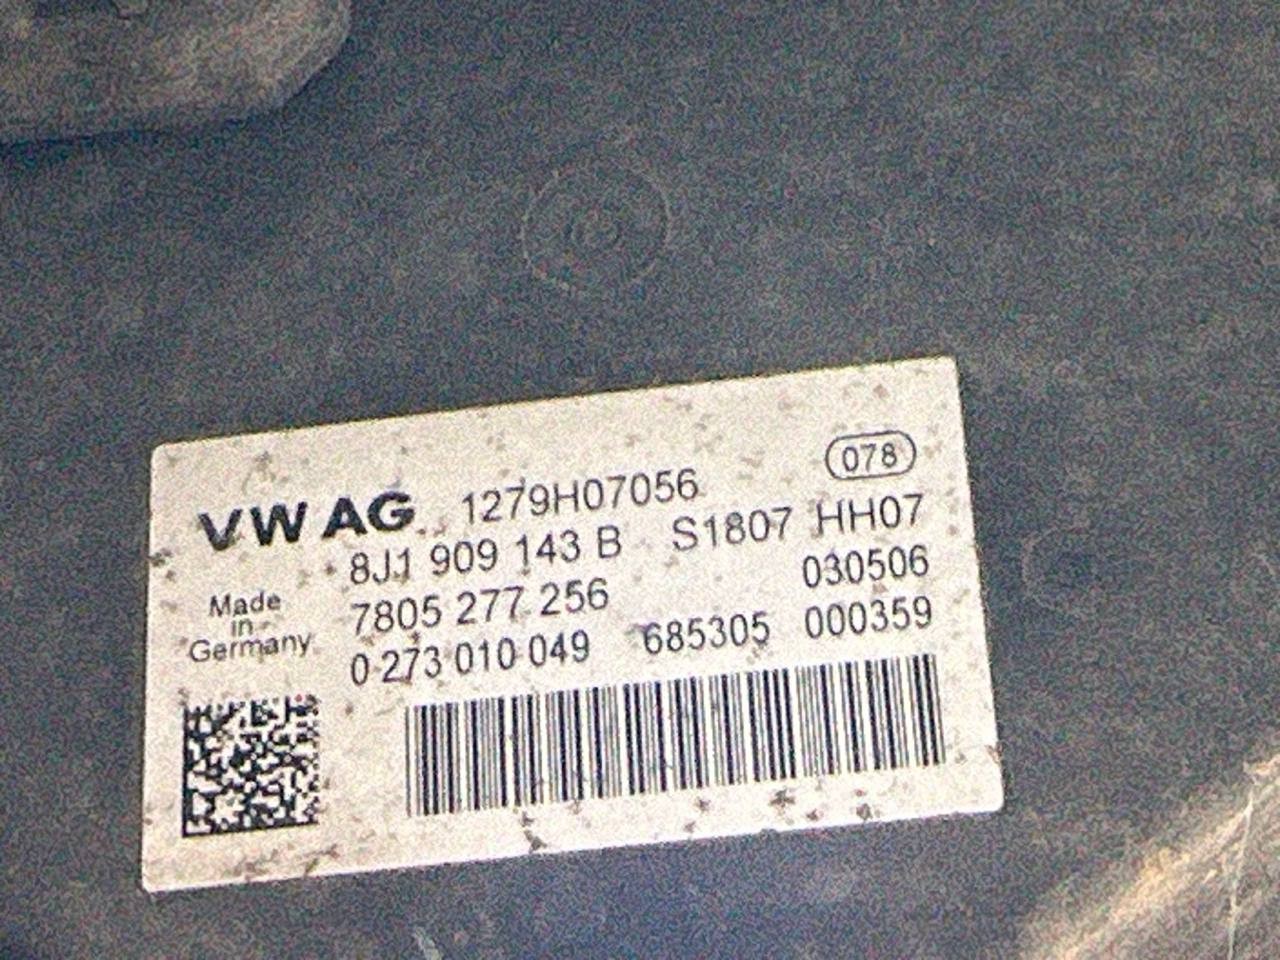 078
VW AG 1279H07056
8J1 909 143 B S1807 HH07
Made in Germany
7805 277 256 030506
0 273 010 049 685305 000359